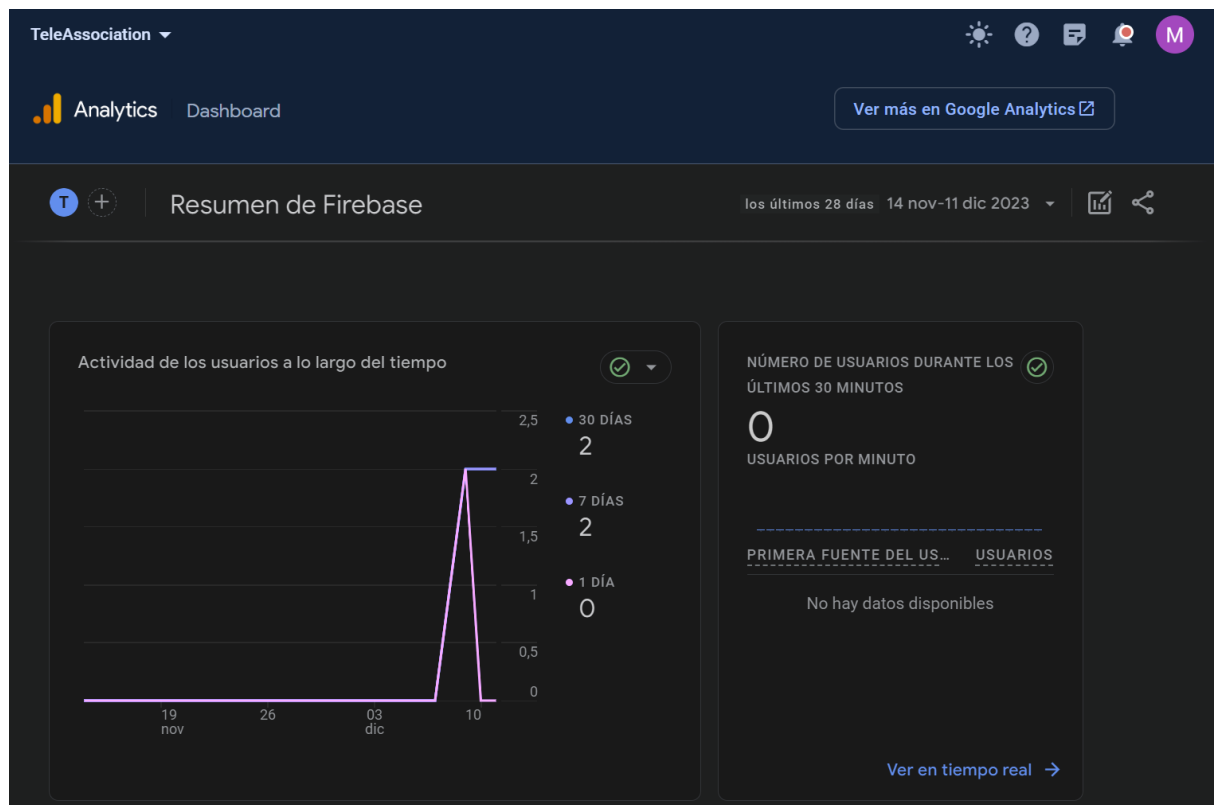 TeleAssociation
M
Analytics Dashboard
Ver más en Google Analytics
T
Resumen de Firebase
los últimos 28 días 14 nov-11 dic 2023
Actividad de los usuarios a lo largo del tiempo
2,5
2
1,5
1
0,5
0
19
nov
26
03
dic
10
30 DÍAS
2
7 DÍAS
2
1 DÍA
0
NÚMERO DE USUARIOS DURANTE LOS
ÚLTIMOS 30 MINUTOS
0
USUARIOS POR MINUTO
PRIMERA FUENTE DEL US… USUARIOS
No hay datos disponibles
Ver en tiempo real